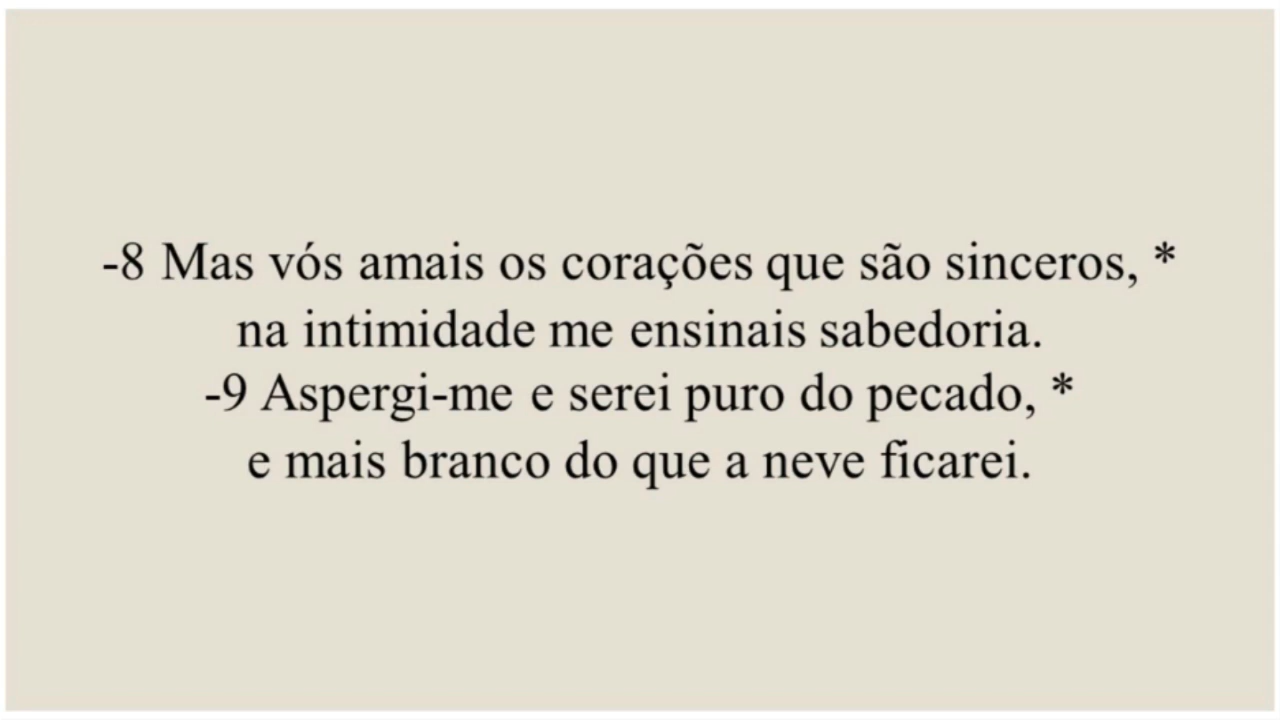 -8 Mas vós amais os corações que são sinceros, *
na intimidade me ensinais sabedoria.
-9 Aspergi-me e serei puro do pecado, *
e mais branco do que a neve ficarei.